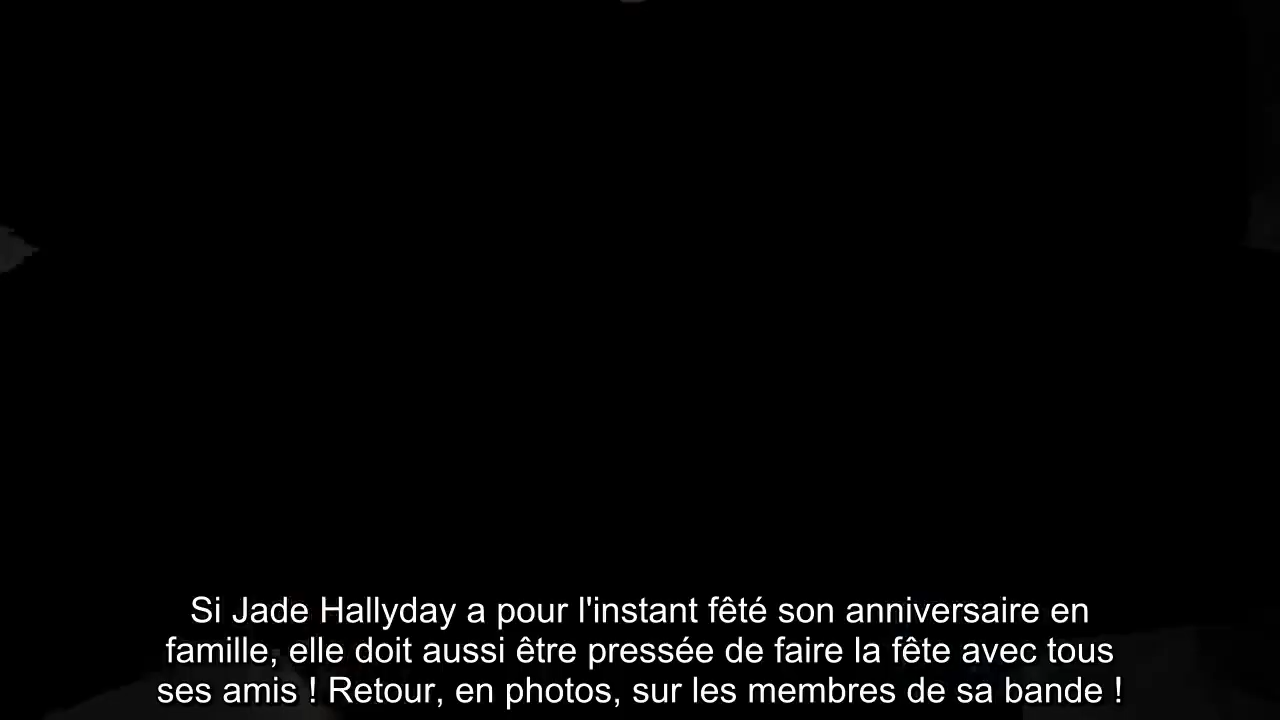 Si Jade Hallyday a pour l'instant fêté son anniversaire en
famille, elle doit aussi être pressée de faire la fête avec tous
ses amis ! Retour, en photos, sur les membres de sa bande !